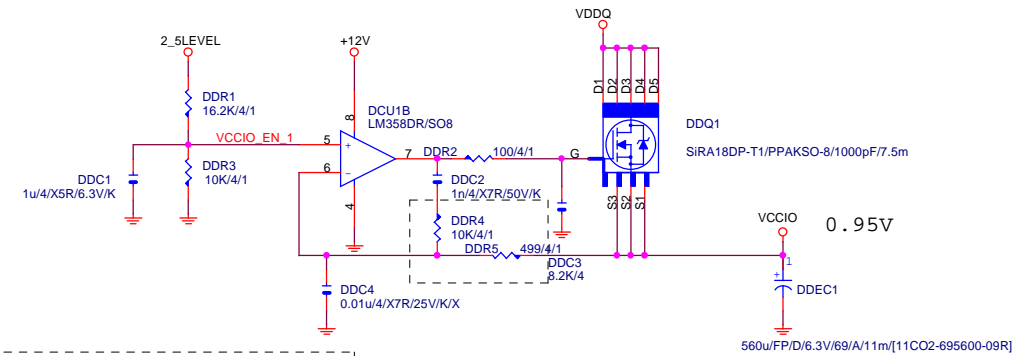 VDDQ
2_5LEVEL
+12V
D1
D2
D3
D4
D5
DDR1
16.2K/4/1
DCU1B
LM358DR/SO8
8
DDQ1
SiRA18DP-T1/PPAKSO-8/1000pF/7.5m
VCCIO_EN_1
5
+
7
DDR2
100/4/1
G
6
-
DDR3
10K/4/1
DDC1
1u/4/X5R/6.3V/K
4
DDC2
1n/4/X7R/50V/K
S3
S2
S1
DDR4
10K/4/1
VCCIO
0.95V
DDR5
499/4/1
DDC3
8.2K/4
1
+
DDEC1
DDC4
0.01u/4/X7R/25V/K/X
560u/FP/D/6.3V/69/A/11m/[11CO2-695600-09R]